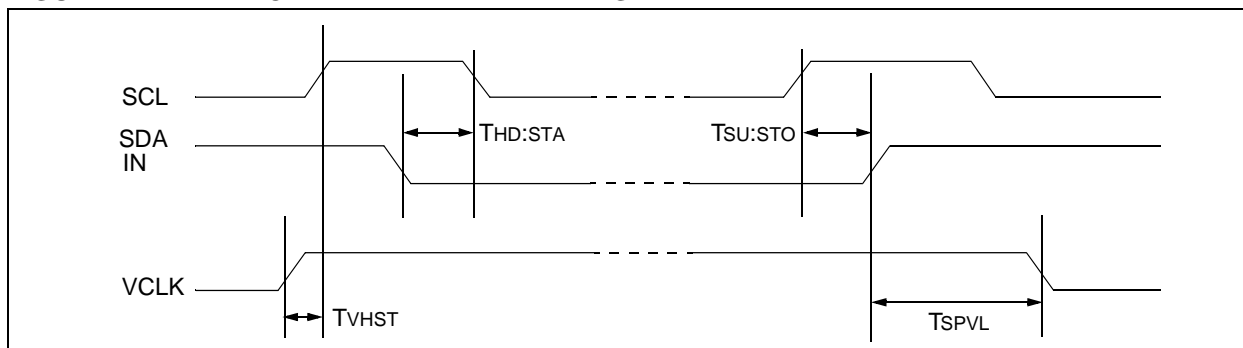 SCL
SDA
IN
THD:STA
TSU:STO
VCLK
TVHST
TSPVL